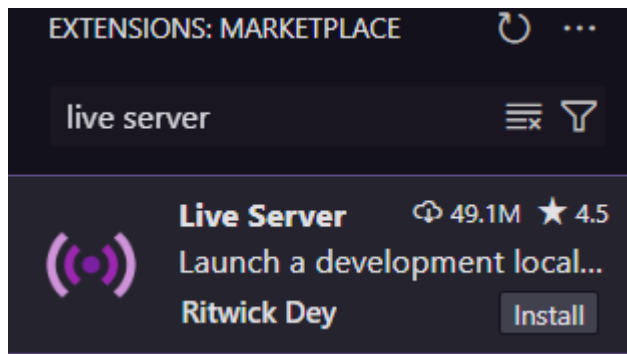 EXTENSIONS: MARKETPLACE
live server
Live Server 49.1M 4.5
Launch a development local...
Ritwick Dey Install